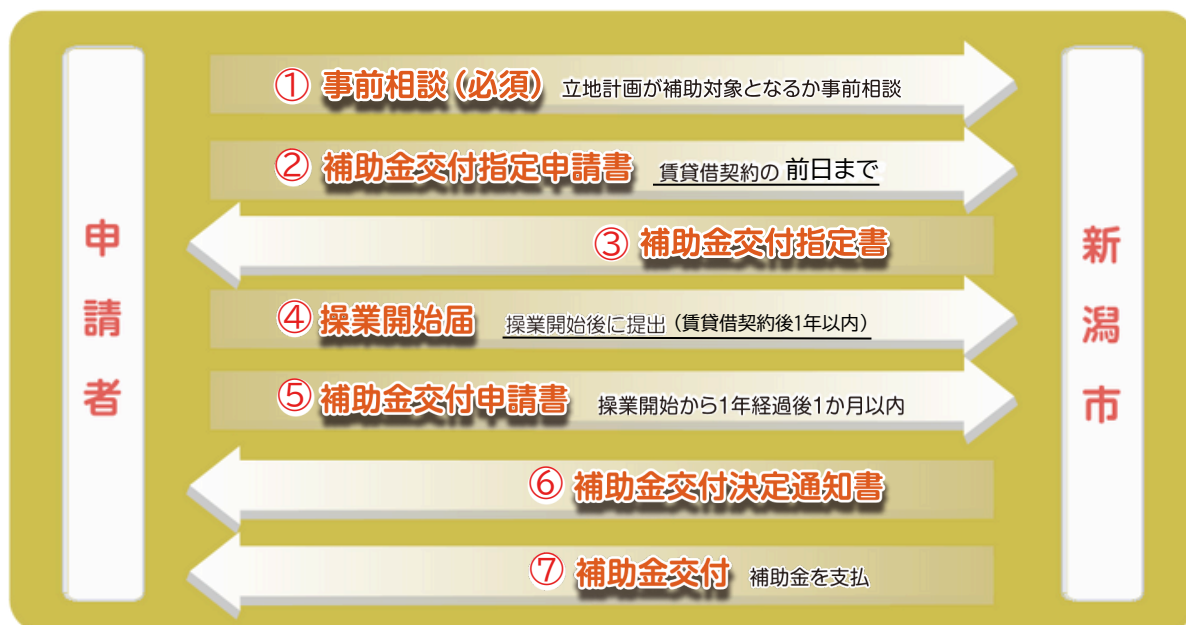 申請者
① 事前相談（必須） 立地計画が補助対象となるか事前相談
② 補助金交付指定申請書 賃貸借契約の 前日まで
③ 補助金交付指定書
④ 操業開始届 操業開始後に提出（賃貸借契約後1年以内）
⑤ 補助金交付申請書 操業開始から1年経過後1か月以内
⑥ 補助金交付決定通知書
⑦ 補助金交付 補助金を支払
新潟市